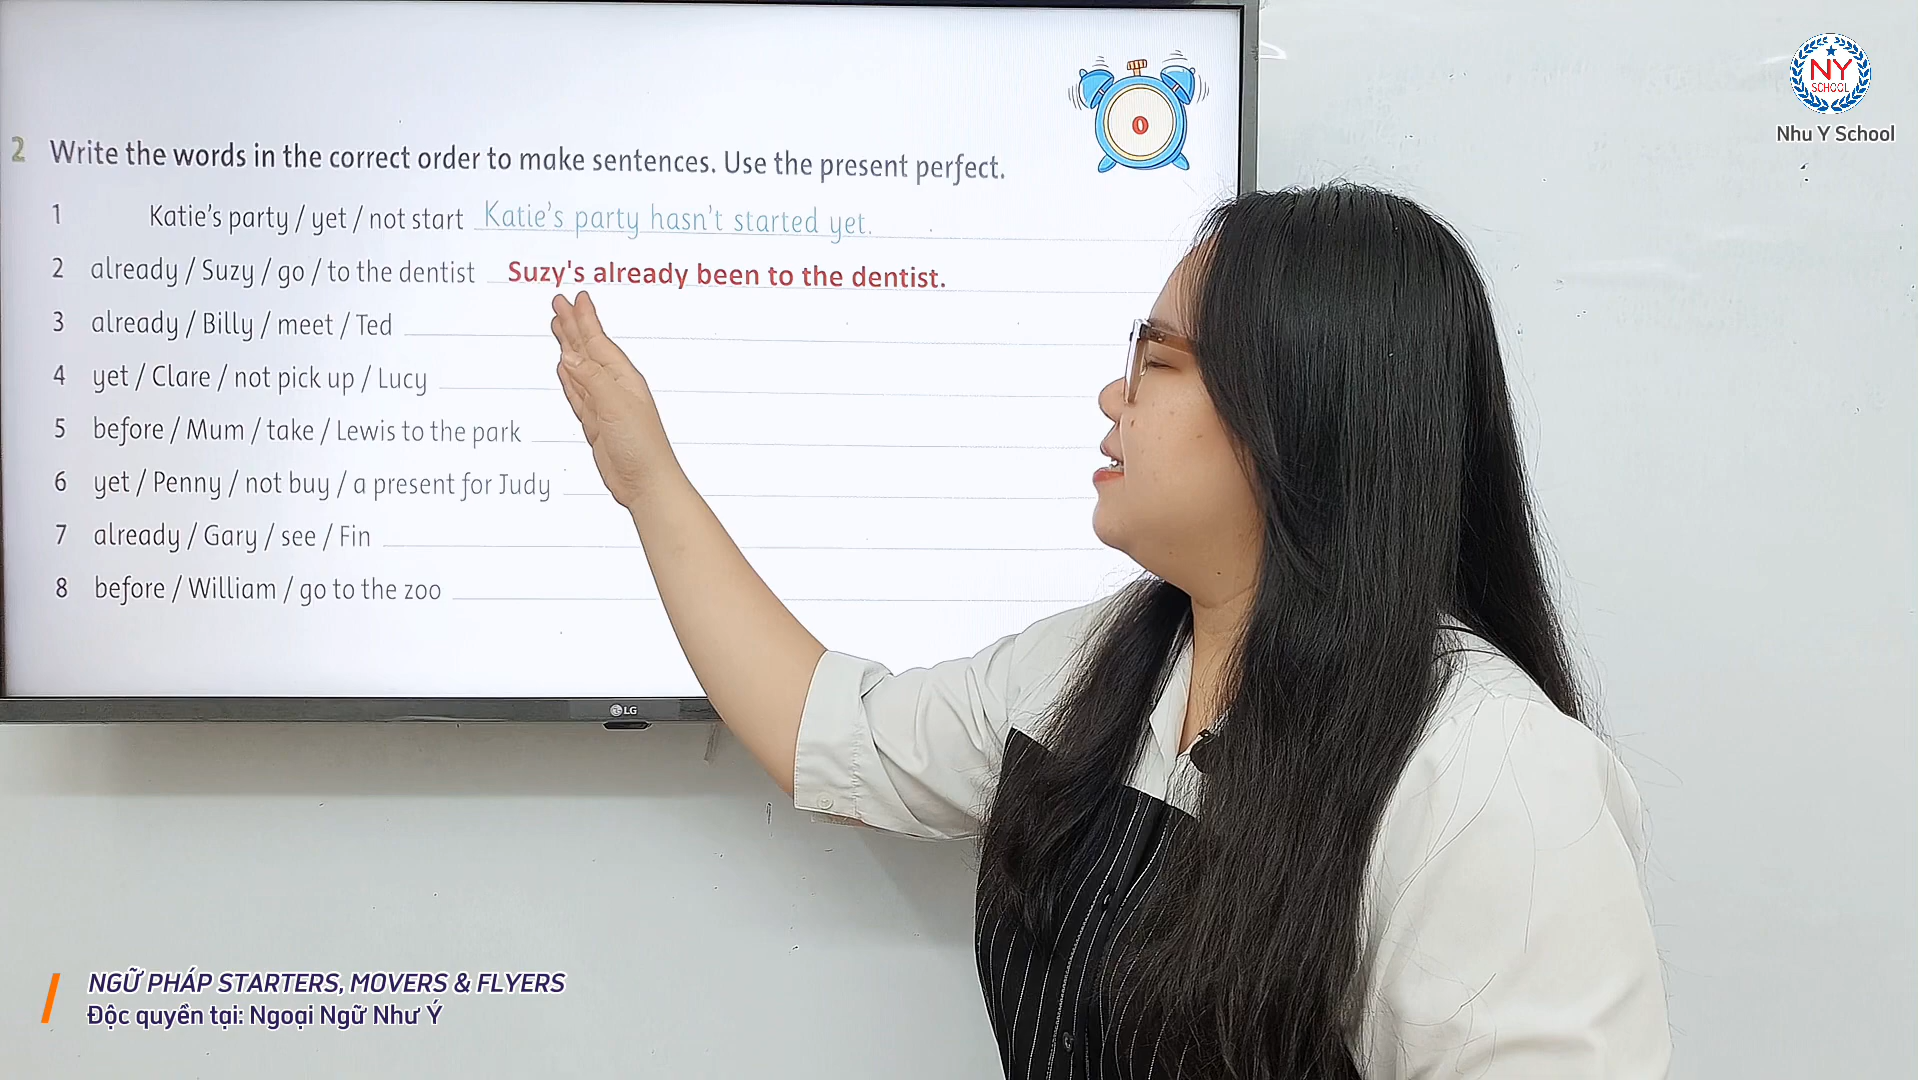 NY
SCHOOL
Nhu Y School
0
2 Write the words in the correct order to make sentences. Use the present perfect.
1 Katie's party / yet / not start Katie's party hasn't started yet.
2 already / Suzy / go / to the dentist Suzy's already been to the dentist.
3 already / Billy / meet / Ted
4 yet / Clare / not pick up / Lucy
5 before / Mum / take / Lewis to the park
6 yet / Penny / not buy / a present for Judy
7 already / Gary / see / Fin
8 before / William / go to the zoo
LG
NGỮ PHÁP STARTERS, MOVERS & FLYERS
Độc quyền tại: Ngoại Ngữ Như Ý